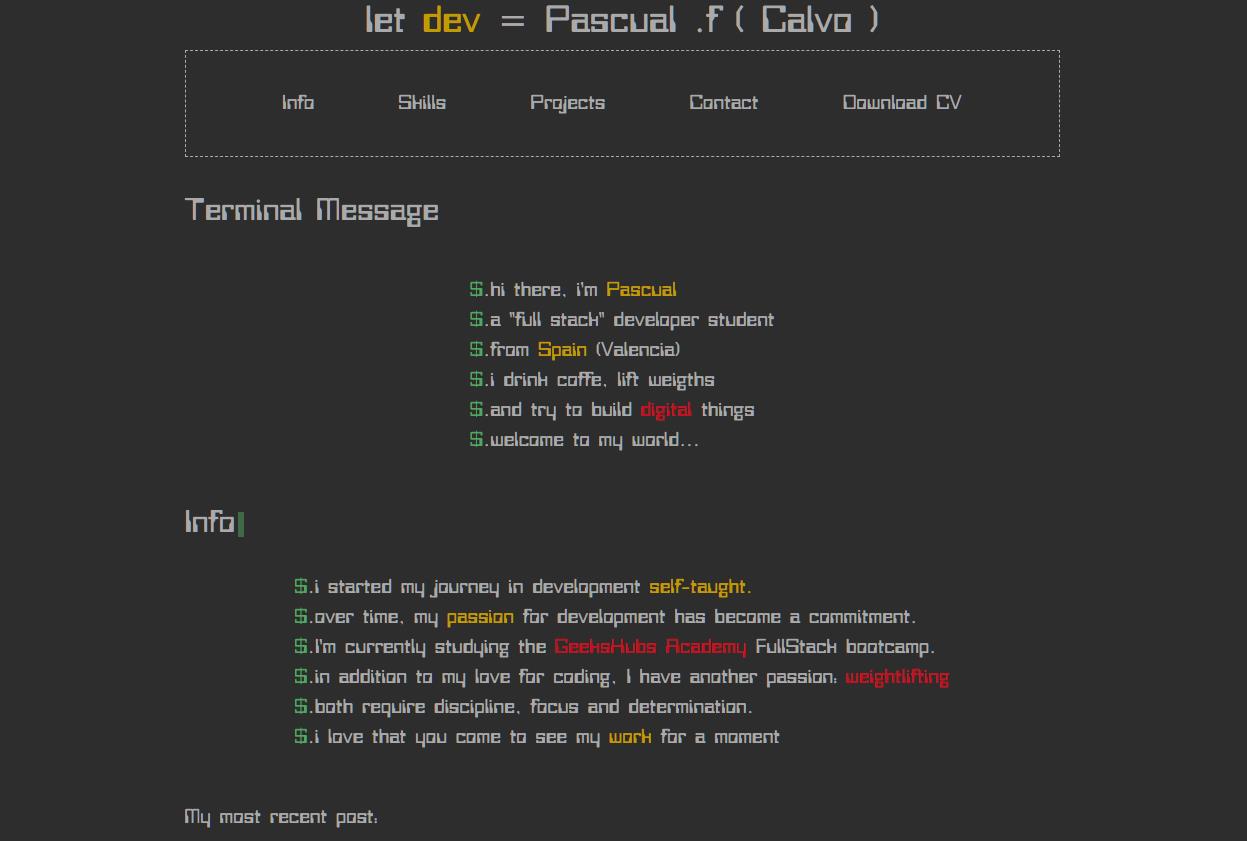 let dev = Pascual .f ( Calvo )
Info Skills Projects Contact Download CV
Terminal Message
$.hi there, i'm Pascual
$.a "full stack" developer student
$.from Spain (Valencia)
$.i drink coffe, lift weigths
$.and try to build digital things
$.welcome to my world...
Info
$.i started my journey in development self-taught.
$.over time, my passion for development has become a commitment.
$.I'm currently studying the GeeksHubs Academy FullStack bootcamp.
$.in addition to my love for coding, I have another passion: weightlifting
$.both require discipline, focus and determination.
$.i love that you come to see my work for a moment
My most recent post: